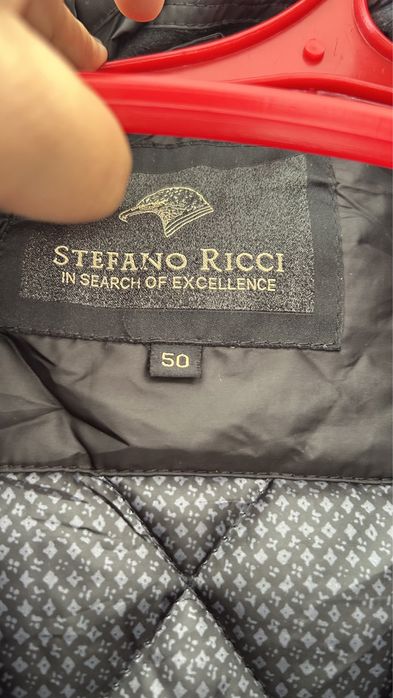 STEFANO RICCI
IN SEARCH OF EXCELLENCE
50